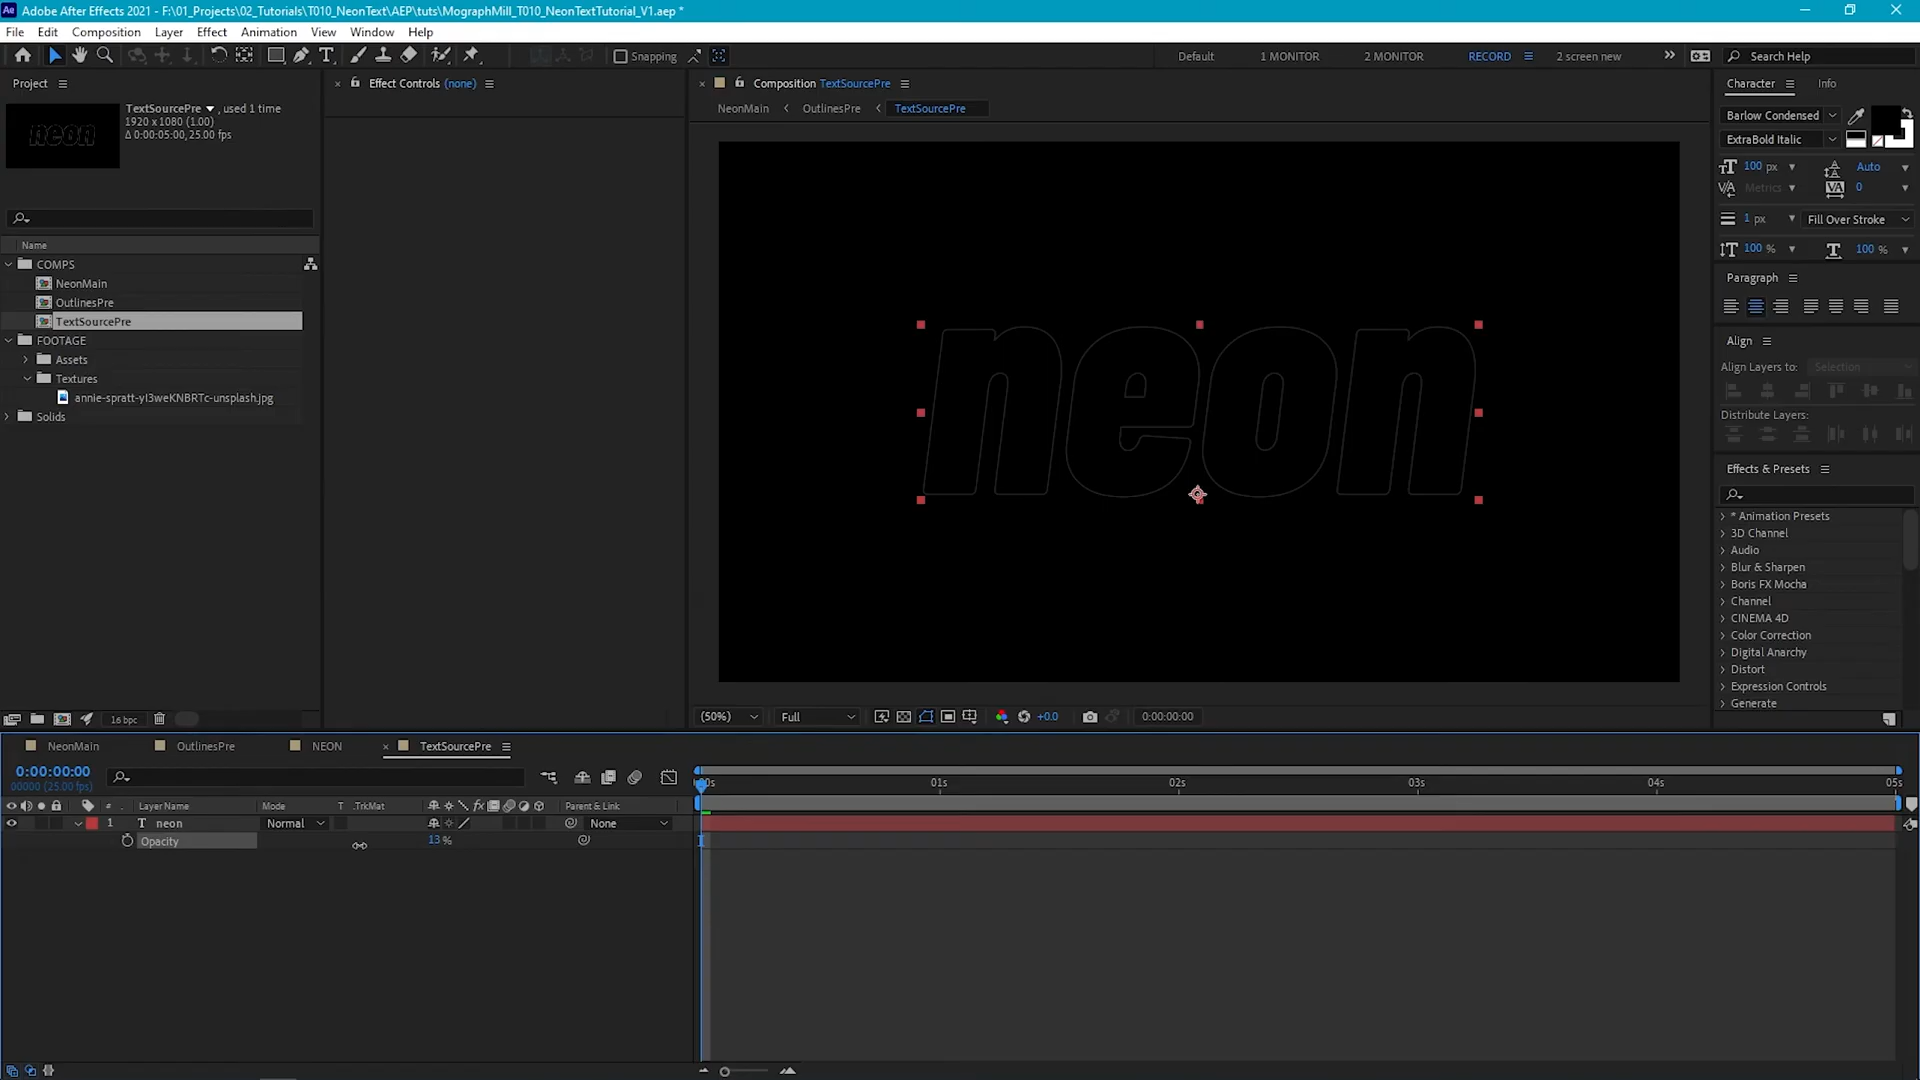 Adobe After Effects 2021 - F:\01_Projects\02_Tutorials\T010_NeonText\AEP\tuts\MographMill_T010_NeonTextTutorial_V1.aep *
File Edit Composition Layer Effect Animation View Window Help
Snapping
Default 1 MONITOR 2 MONITOR RECORD 2 screen new
Search Help
Project
TextSourcePre , used 1 time
1920 x 1080 (1.00)
Δ 0:00:05:00, 25.00 fps
Name
COMPS
NeonMain
OutlinesPre
TextSourcePre
FOOTAGE
Assets
Textures
annie-spratt-yI3weKNBRTc-unsplash.jpg
Solids
16 bpc
Effect Controls (none)
Composition TextSourcePre
NeonMain OutlinesPre TextSourcePre
neon
(50%) Full +0.0 0:00:00:00
Character Info
Barlow Condensed
ExtraBold Italic
100 px Auto
Metrics 0
1 px Fill Over Stroke
100 % 100 %
Paragraph
Align
Align Layers to: Selection
Distribute Layers:
Effects & Presets
* Animation Presets
3D Channel
Audio
Blur & Sharpen
Boris FX Mocha
Channel
CINEMA 4D
Color Correction
Digital Anarchy
Distort
Expression Controls
Generate
NeonMain OutlinesPre NEON TextSourcePre
0:00:00:00
00000 (25.00 fps)
# Layer Name Mode T .TrkMat Parent & Link
1 T neon Normal None
Opacity 13 %
00s 01s 02s 03s 04s 05s